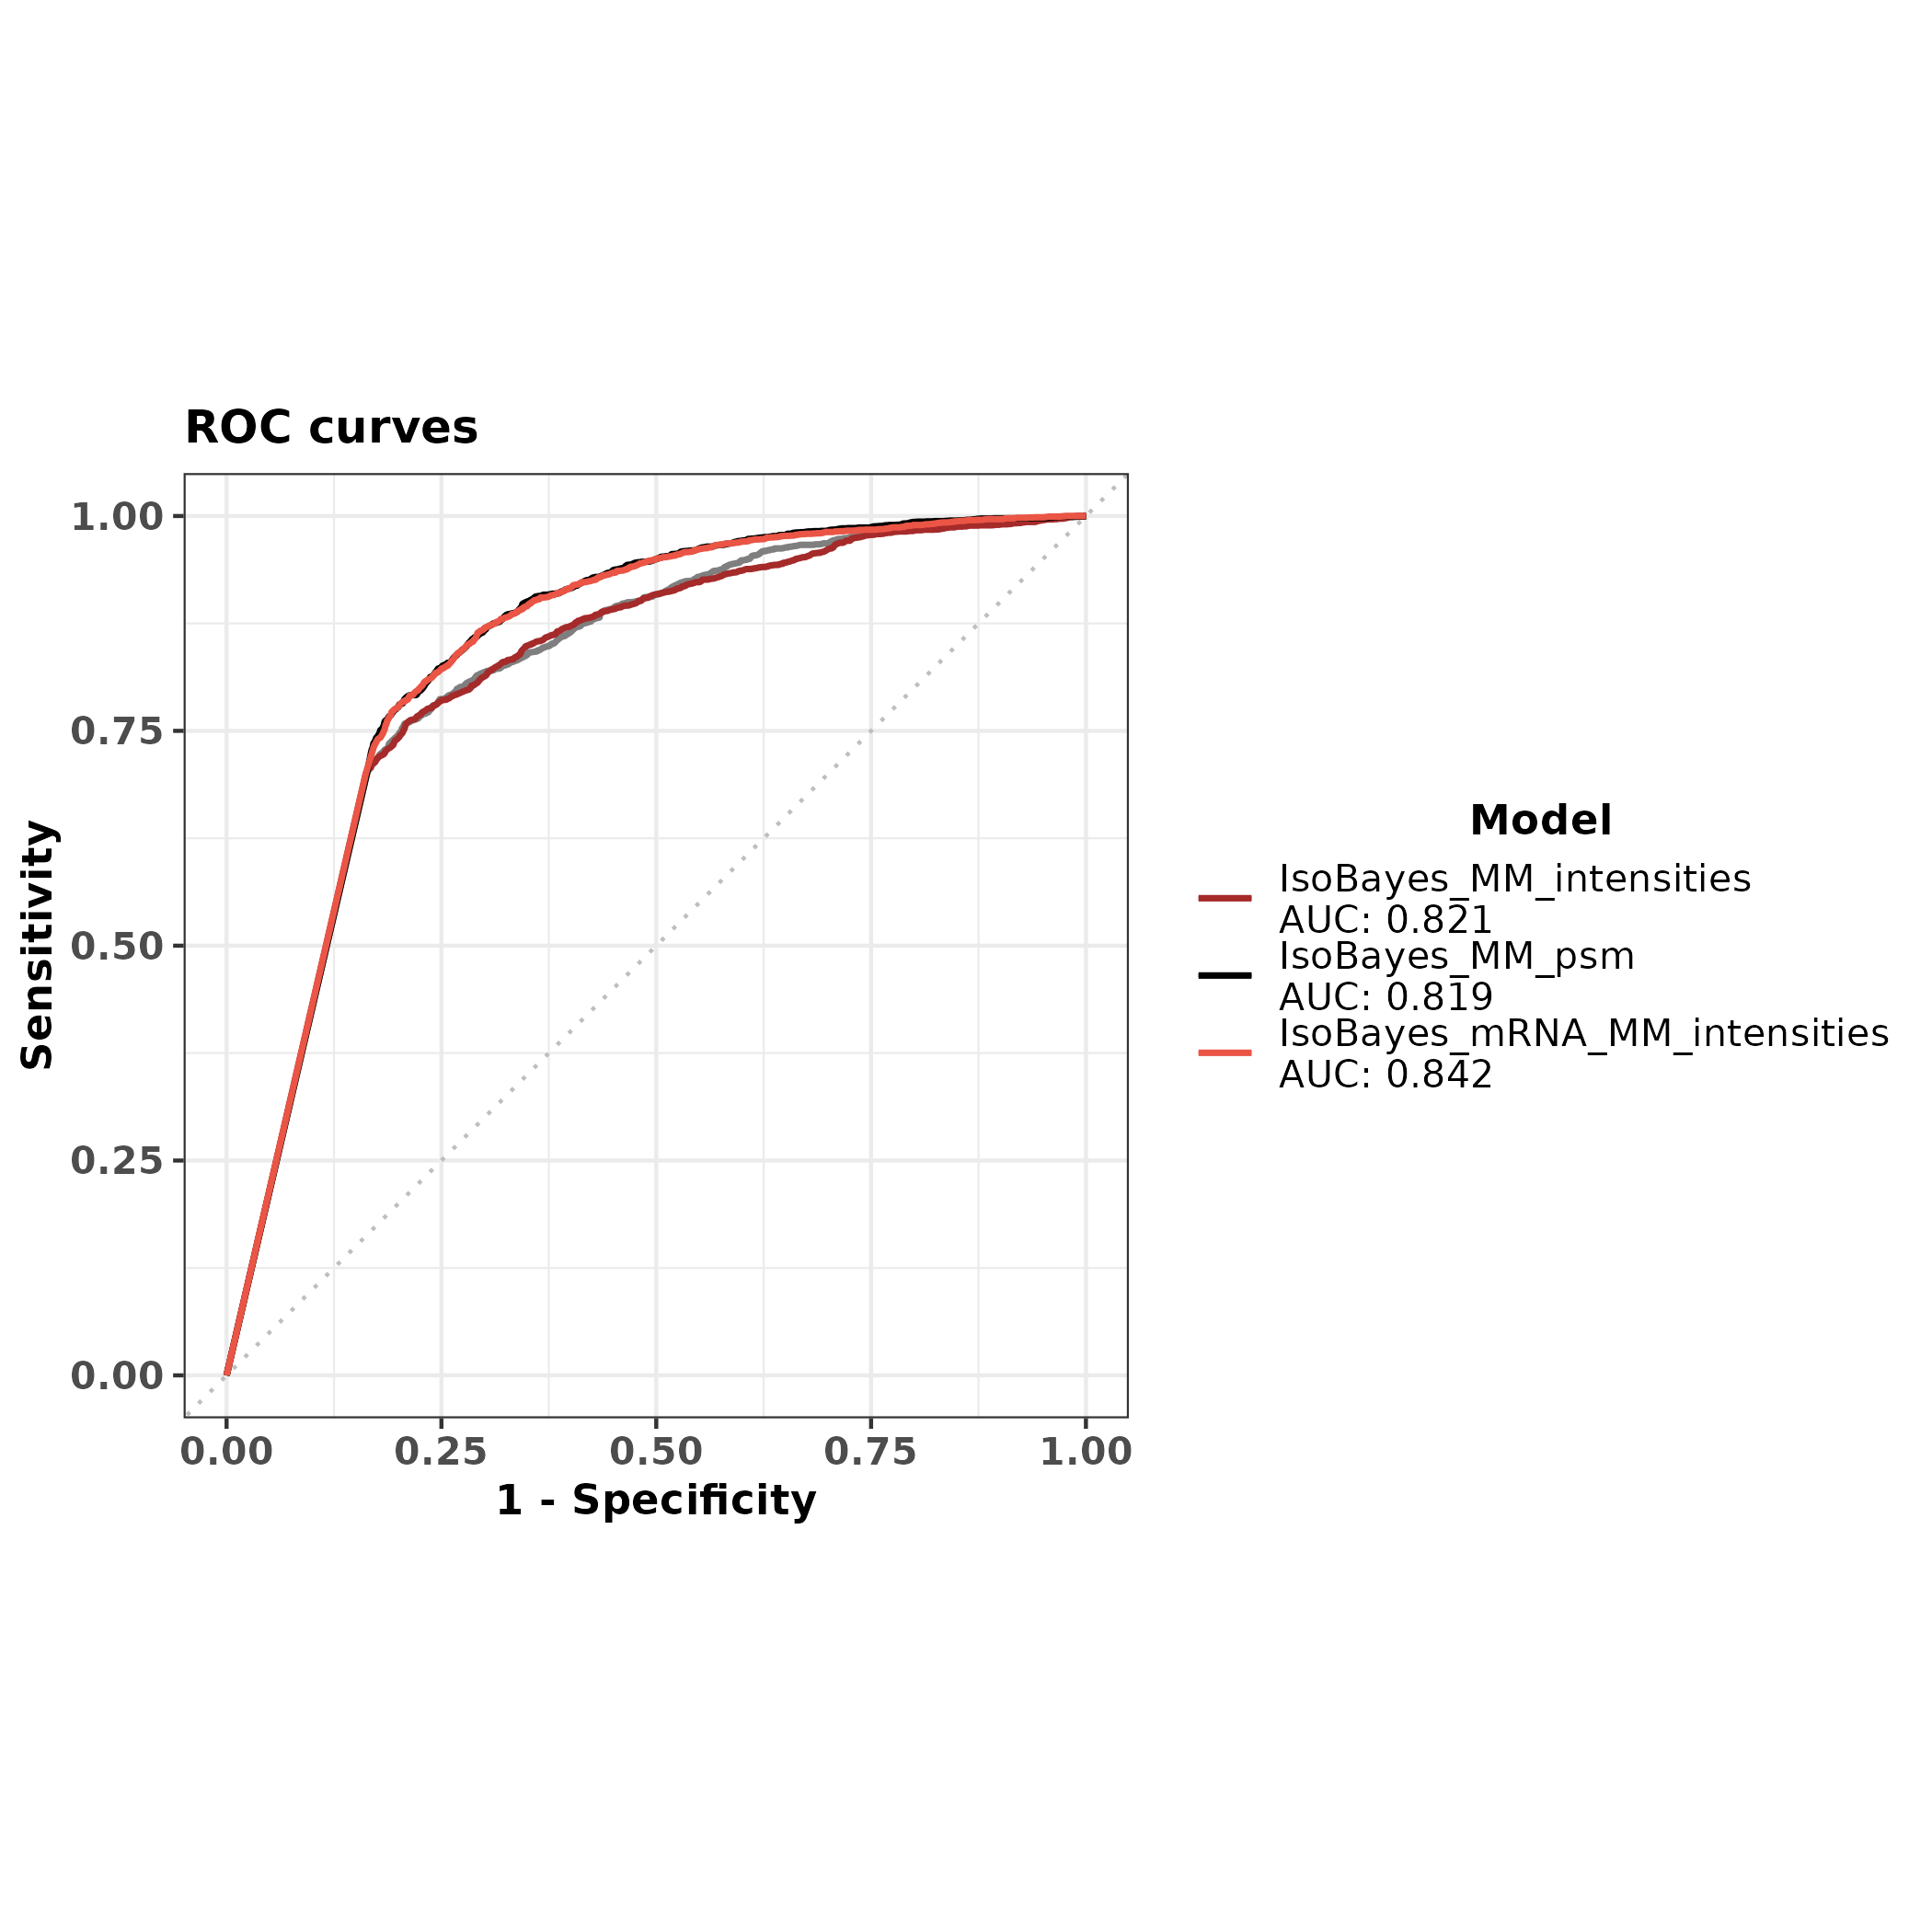 ROC curves
1.00
0.75
0.50
0.25
0.00
Sensitivity
0.00 0.25 0.50 0.75 1.00
1 - Specificity
Model
IsoBayes_MM_intensities
AUC: 0.821
IsoBayes_MM_psm
AUC: 0.819
IsoBayes_mRNA_MM_intensities
AUC: 0.842